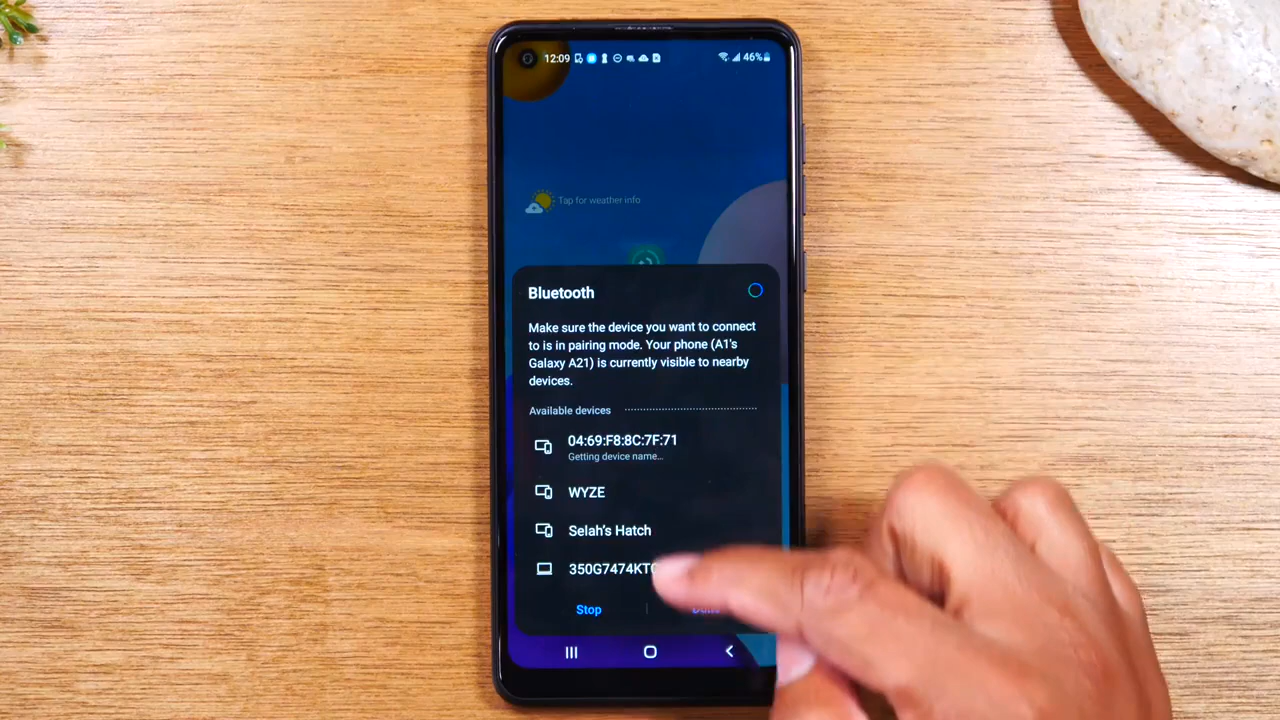 12:09
46%
Tap for weather info
Bluetooth
Make sure the device you want to connect
to is in pairing mode. Your phone (A1's
Galaxy A21) is currently visible to nearby
devices.
Available devices
04:69:F8:8C:7F:71
Getting device name...
WYZE
Selah's Hatch
Stop